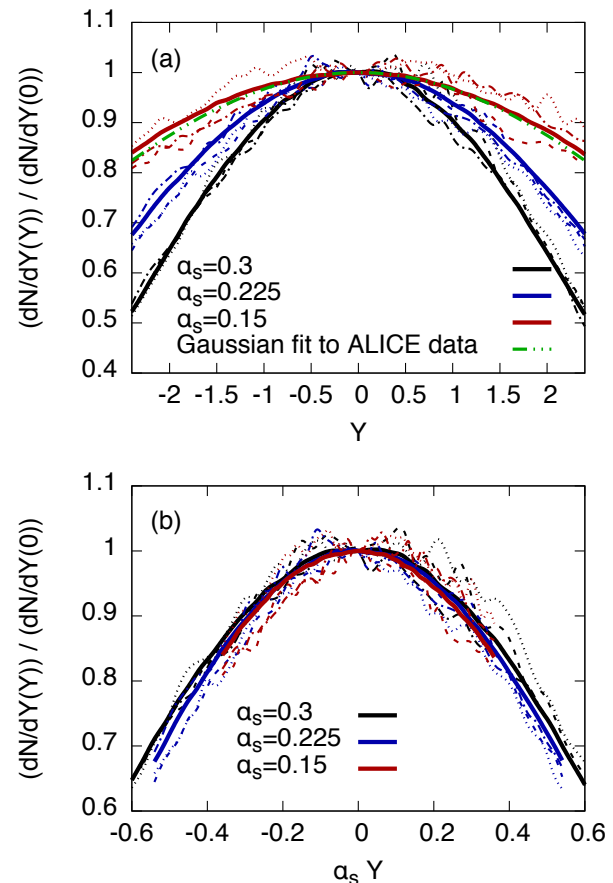 (a)
(dN/dY(Y)) / (dN/dY(0))
1.1
1
0.9
0.8
0.7
0.6
0.5
0.4
αs=0.3
αs=0.225
αs=0.15
Gaussian fit to ALICE data
-2 -1.5 -1 -0.5 0 0.5 1 1.5 2
Y
(b)
(dN/dY(Y)) / (dN/dY(0))
1.1
1
0.9
0.8
0.7
0.6
αs=0.3
αs=0.225
αs=0.15
-0.6 -0.4 -0.2 0 0.2 0.4 0.6
αs Y